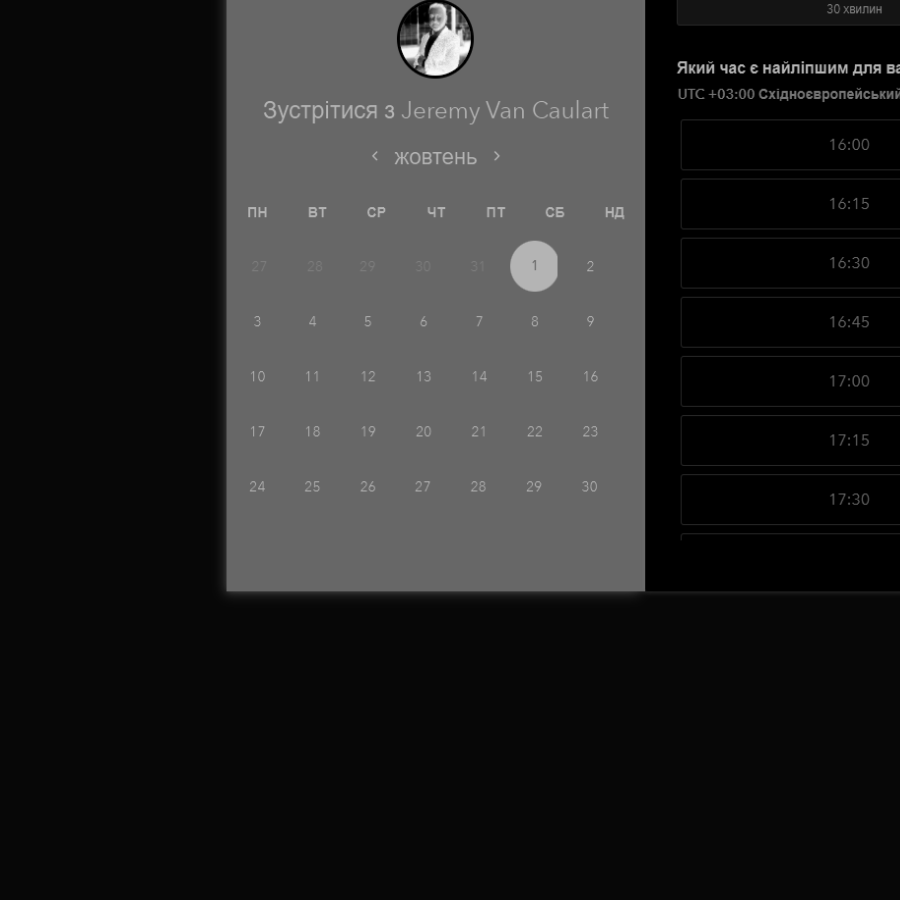 Зустрітися з Jeremy Van Caulart
жовтень
ПН ВТ СР ЧТ ПТ СБ НД
27 28 29 30 31 1 2
3 4 5 6 7 8 9
10 11 12 13 14 15 16
17 18 19 20 21 22 23
24 25 26 27 28 29 30
30 хвилин
Який час є найліпшим для ва
UTC +03:00 Східноєвропейський
16:00
16:15
16:30
16:45
17:00
17:15
17:30